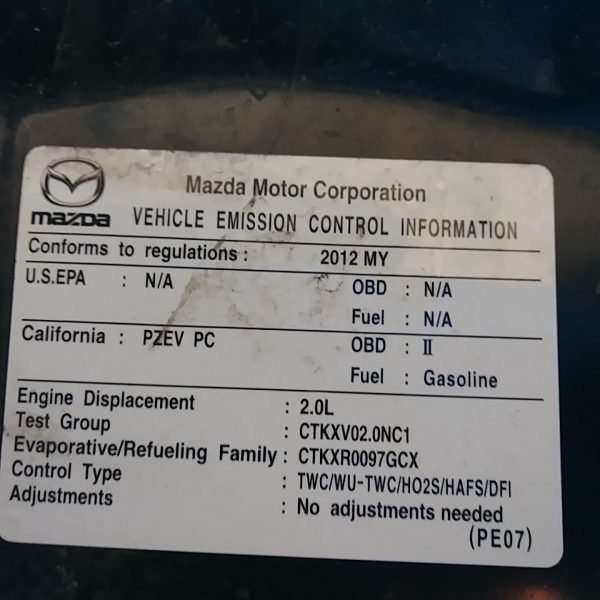 Mazda Motor Corporation
mazda VEHICLE EMISSION CONTROL INFORMATION
Conforms to regulations : 2012 MY
U.S.EPA : N/A OBD : N/A
Fuel : N/A
California : PZEV PC OBD : II
Fuel : Gasoline
Engine Displacement : 2.0L
Test Group : CTKXV02.0NC1
Evaporative/Refueling Family : CTKXR0097GCX
Control Type : TWC/WU-TWC/HO2S/HAFS/DFI
Adjustments : No adjustments needed
(PE07)